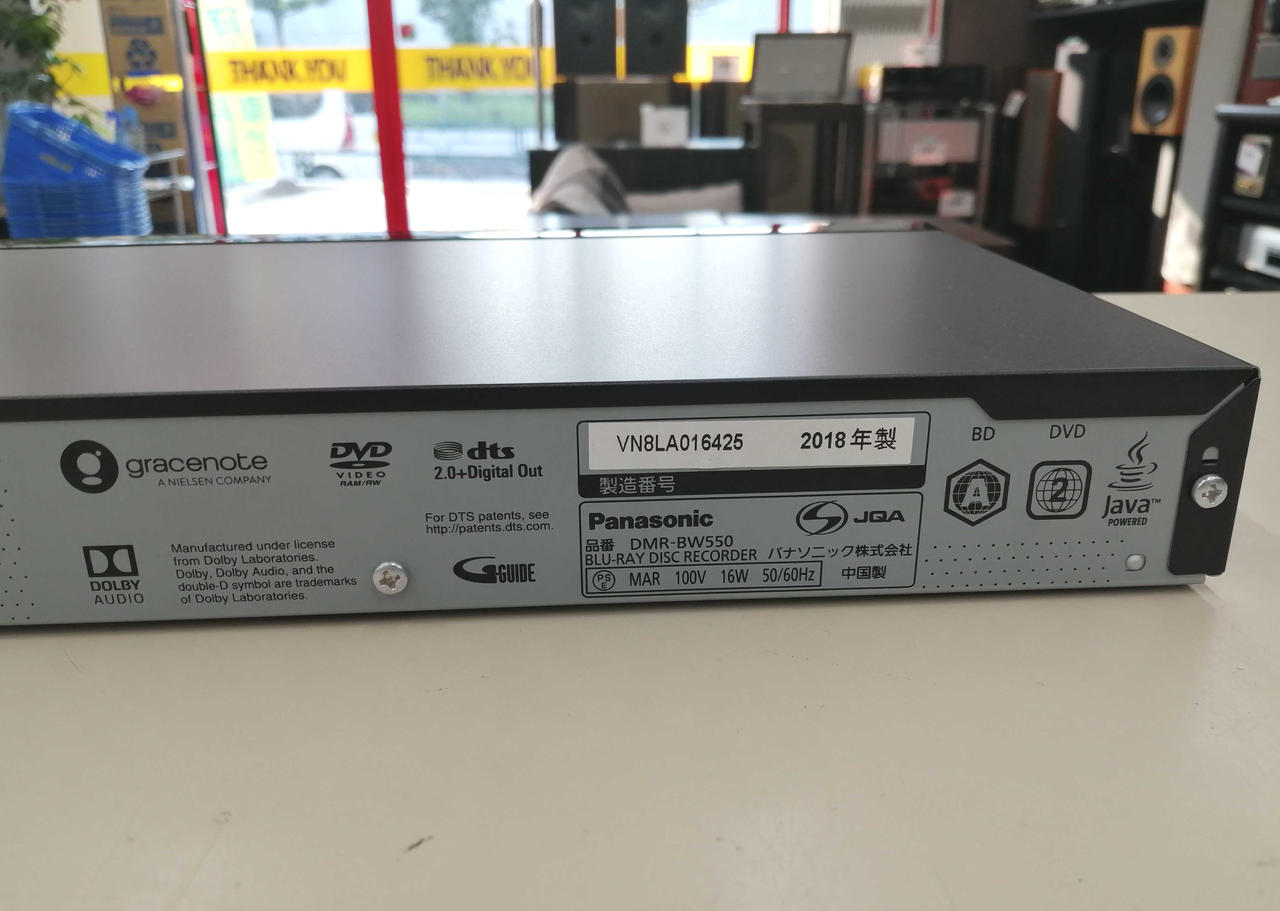 THANK YOU
THANK YOU
gracenote
A NIELSEN COMPANY
DVD
VIDEO
RAM/RW
dts
2.0+Digital Out
For DTS patents, see
http://patents.dts.com.
DOLBY
AUDIO
Manufactured under license
from Dolby Laboratories.
Dolby, Dolby Audio, and the
double-D symbol are trademarks
of Dolby Laboratories.
G-GUIDE
VN8LA016425 2018年製
製造番号
Panasonic JQA
品番 DMR-BW550
BLU-RAY DISC RECORDER パナソニック株式会社
PSE MAR 100V 16W 50/60Hz 中国製
BD DVD
A 2
Java™
POWERED